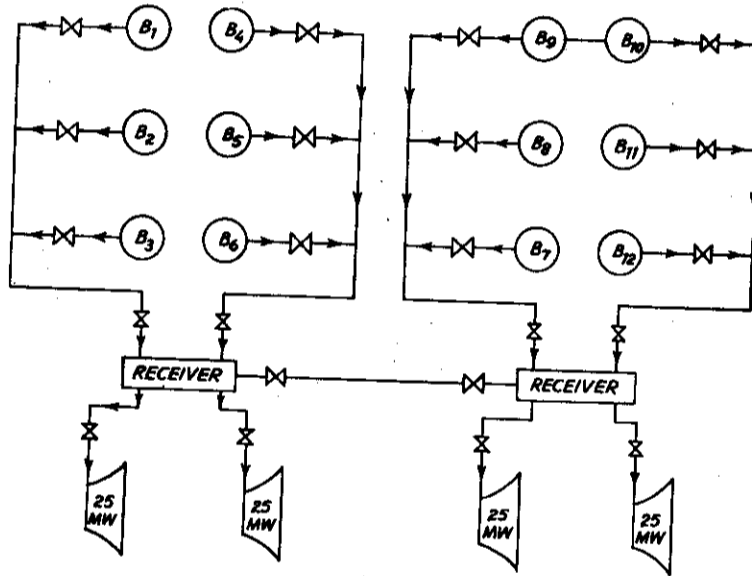 B1 B4 B9 B10
B2 B5 B8 B11
B3 B6 B7 B12
RECEIVER RECEIVER
25 MW
25 MW
25 MW
25 MW